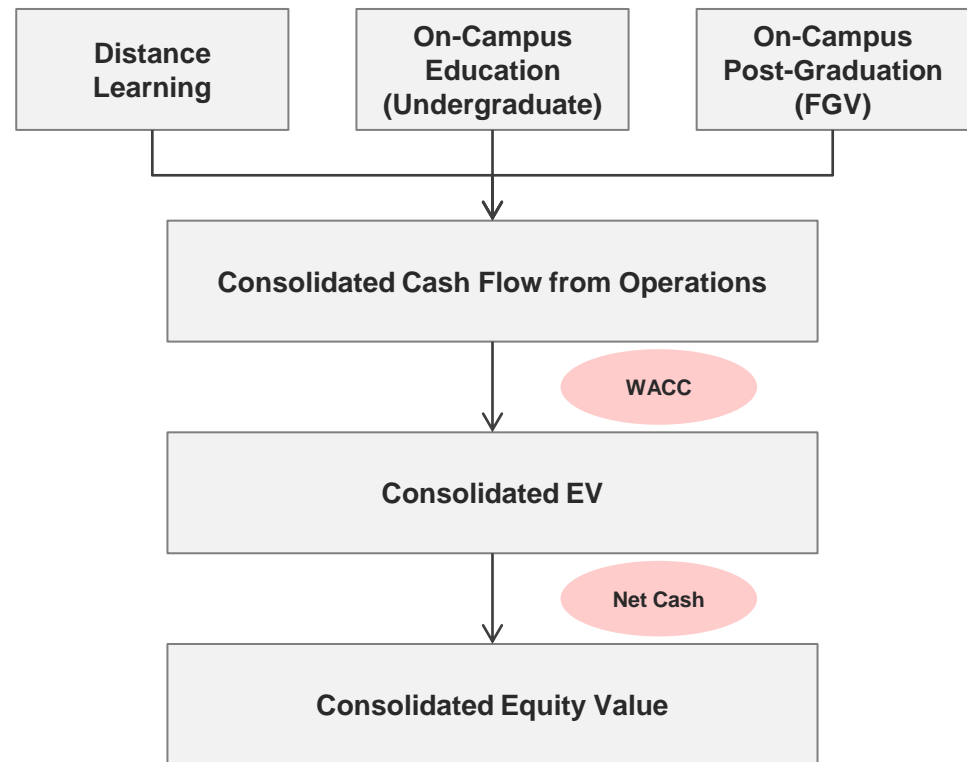 Distance
Learning
On-Campus
Education
(Undergraduate)
On-Campus
Post-Graduation
(FGV)
Consolidated Cash Flow from Operations
WACC
Consolidated EV
Net Cash
Consolidated Equity Value